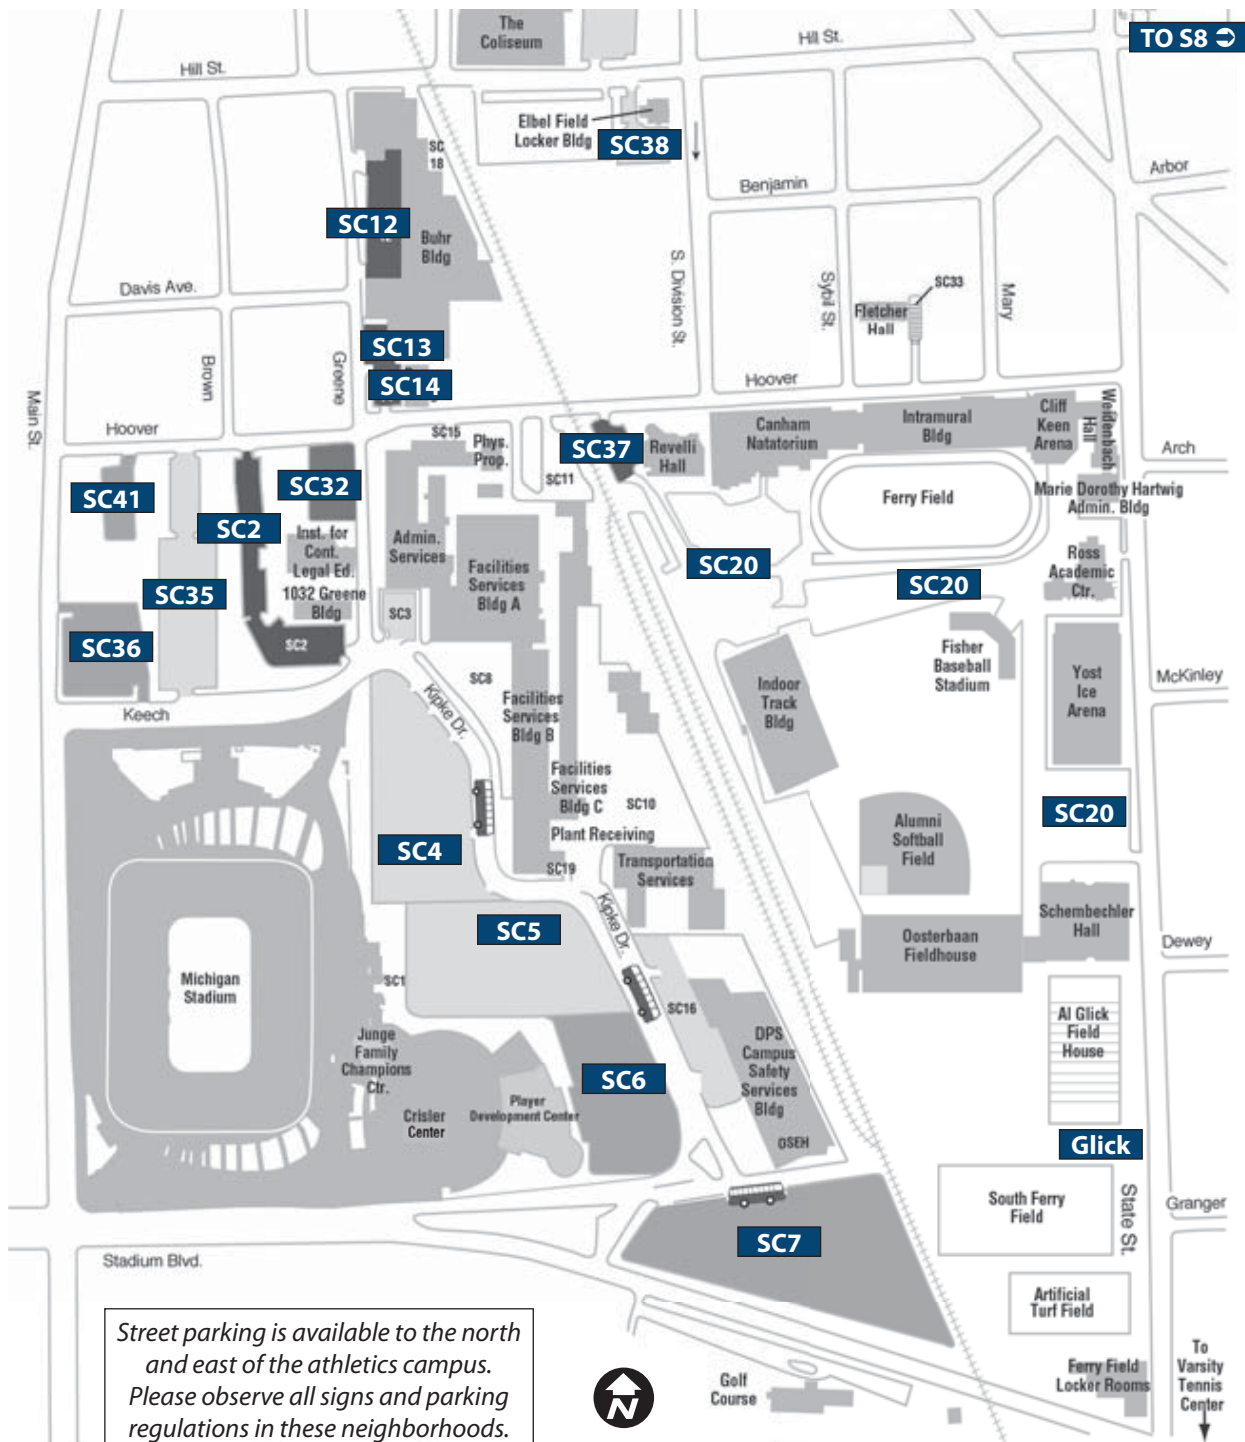 The
Coliseum
Hill St.
TO S8
Hill St.
Elbel Field
Locker Bldg
SC38
SC
18
Arbor
Benjamin
SC12
Buhr
Bldg
S. Division St.
Sybil St.
SC33
Mary
Davis Ave.
Fletcher
Hall
SC13
Brown
Greene
SC14
Hoover
Main St.
Hoover
SC15
Phys.
Prop.
SC37
Revelli
Hall
Canham
Natatorium
Intramural
Bldg
Cliff
Keen
Arena
Weidenbach
Hall
Arch
SC41
SC32
SC11
Ferry Field
Marie Dorothy Hartwig
Admin. Bldg
SC2
Inst. for
Cont.
Legal Ed.
Admin.
Services
Facilities
Services
Bldg A
SC20
SC20
Ross
Academic
Ctr.
SC35
1032 Greene
Bldg
SC3
SC36
SC2
Fisher
Baseball
Stadium
Yost
Ice
Arena
McKinley
Keech
Kipke Dr.
SC8
Facilities
Services
Bldg B
Indoor
Track
Bldg
Facilities
Services
Bldg C
SC10
SC20
Plant Receiving
Alumni
Softball
Field
SC4
SC19
Transportation
Services
Kipke Dr.
SC5
Oosterbaan
Fieldhouse
Schembechler
Hall
Dewey
Michigan
Stadium
SC1
SC16
Al Glick
Field
House
Junge
Family
Champions
Ctr.
DPS
Campus
Safety
Services
Bldg
SC6
Player
Development Center
Crisler
Center
OSEH
Glick
South Ferry
Field
State St.
Granger
SC7
Stadium Blvd.
Artificial
Turf Field
Street parking is available to the north
and east of the athletics campus.
Please observe all signs and parking
regulations in these neighborhoods.
N
Golf
Course
Ferry Field
Locker Rooms
To
Varsity
Tennis
Center